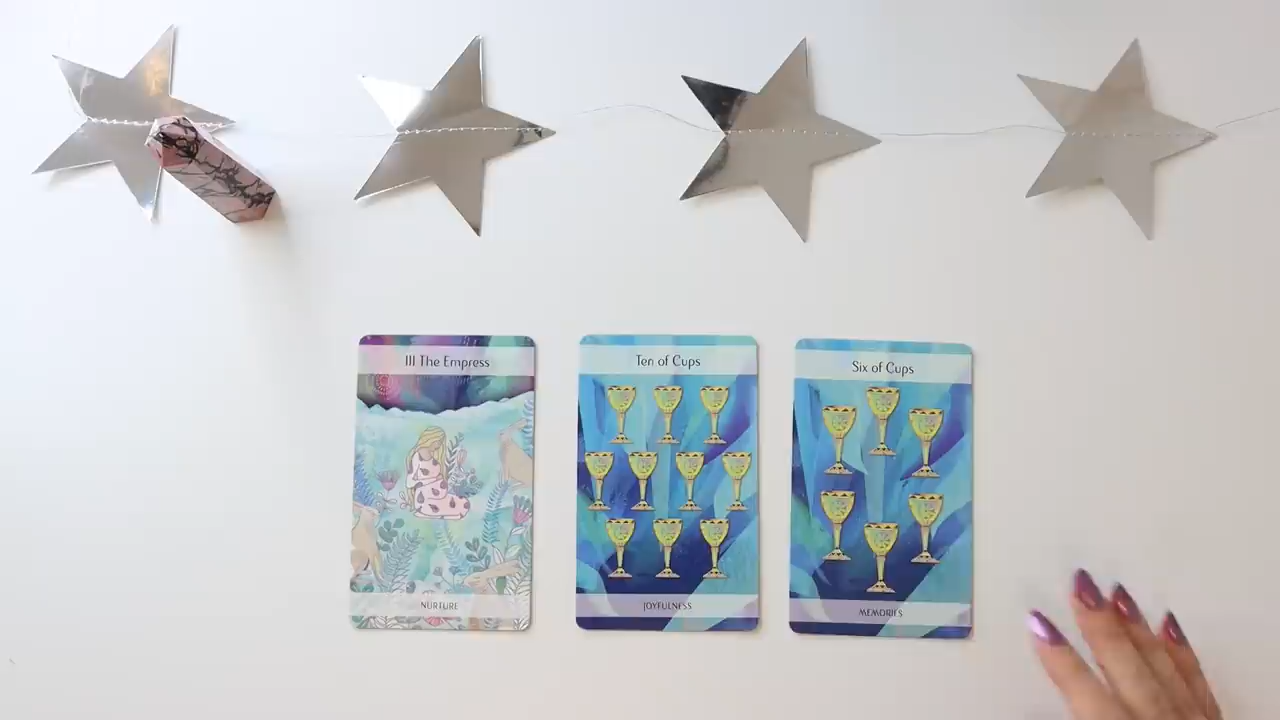 III The Empress
NURTURE
Ten of Cups
JOYFULNESS
Six of Cups
MEMORIES